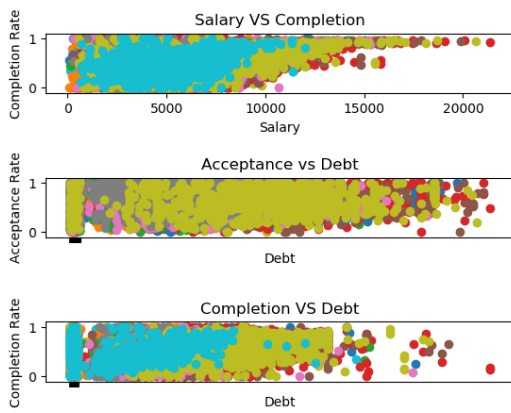 Salary VS Completion
Completion Rate
1
0
0 5000 10000 15000 20000
Salary
Acceptance vs Debt
Acceptance Rate
1
0
Debt
Completion VS Debt
Completion Rate
1
0
Debt